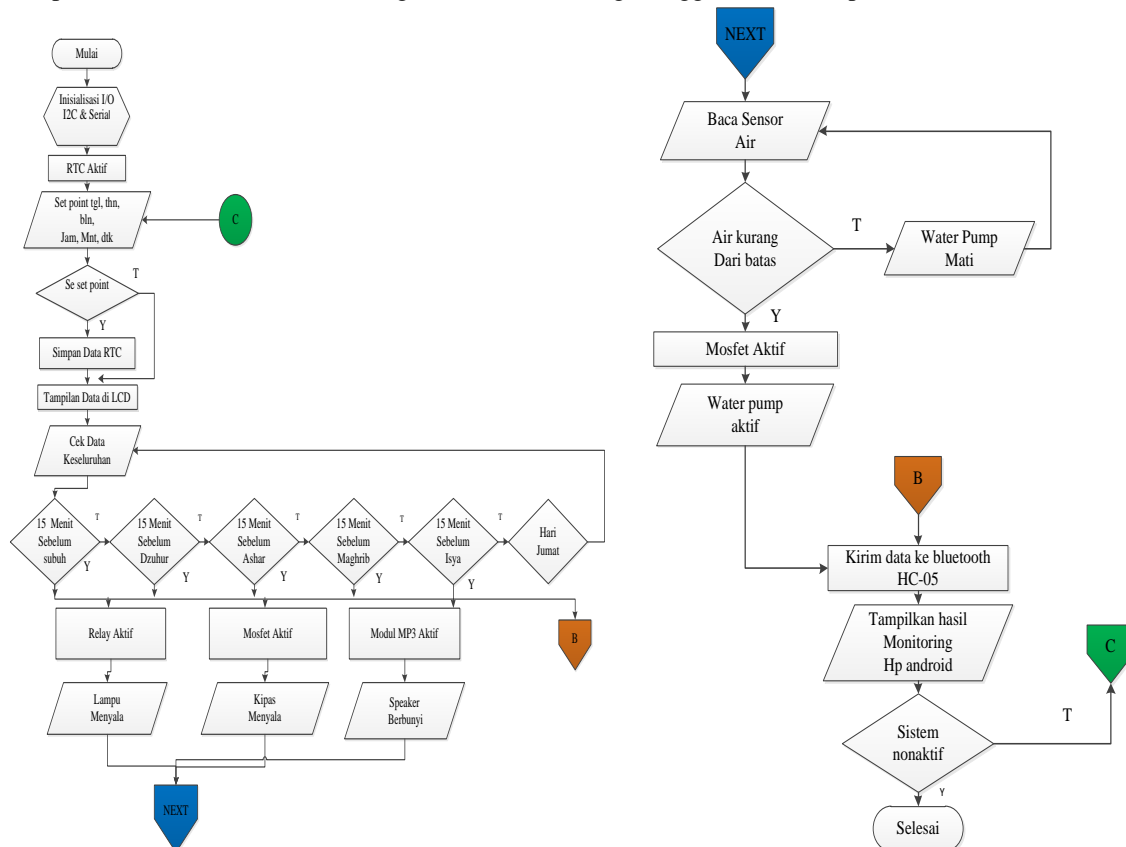 Mulai
Inisialisasi I/O
I2C & Serial
RTC Aktif
Set point tgl, thn,
bln,
Jam, Mnt, dtk
C
Se set point
T
Y
Simpan Data RTC
Tampilan Data di LCD
Cek Data
Keseluruhan
15 Menit
Sebelum
subuh
T
Y
15 Menit
Sebelum
Dzuhur
T
Y
15 Menit
Sebelum
Ashar
T
Y
15 Menit
Sebelum
Maghrib
T
Y
15 Menit
Sebelum
Isya
T
Y
Hari
Jumat
Relay Aktif
Mosfet Aktif
Modul MP3 Aktif
B
Lampu
Menyala
Kipas
Menyala
Speaker
Berbunyi
NEXT
NEXT
Baca Sensor
Air
Air kurang
Dari batas
T
Water Pump
Mati
Y
Mosfet Aktif
Water pump
aktif
B
Kirim data ke bluetooth
HC-05
Tampilkan hasil
Monitoring
Hp android
C
Sistem
nonaktif
T
Y
Selesai